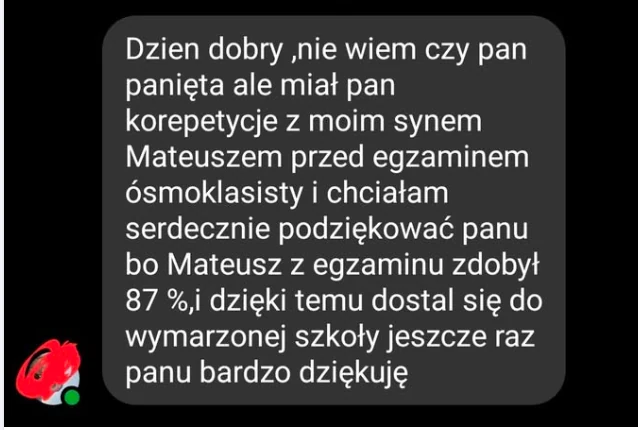 Dzien dobry ,nie wiem czy pan
panięta ale miał pan
korepetycje z moim synem
Mateuszem przed egzaminem
ósmoklasisty i chciałam
serdecznie podziękować panu
bo Mateusz z egzaminu zdobył
87 %,i dzięki temu dostal się do
wymarzonej szkoły jeszcze raz
panu bardzo dziękuję